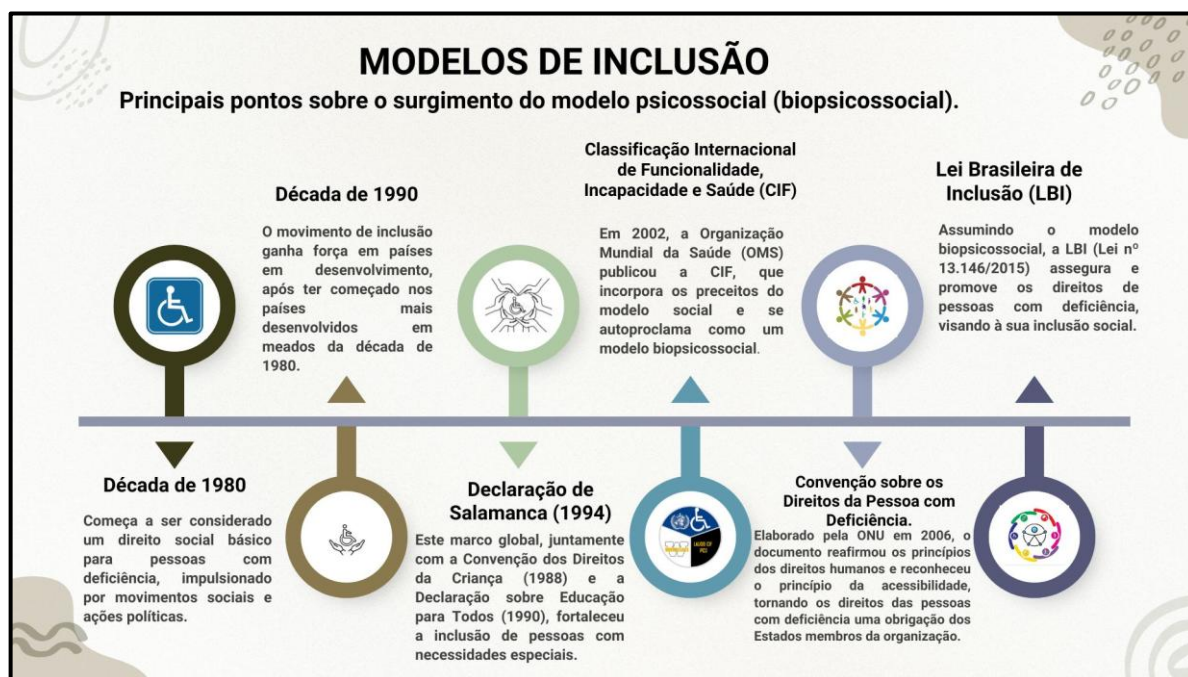 MODELOS DE INCLUSÃO
Principais pontos sobre o surgimento do modelo psicossocial (biopsicossocial).
Década de 1980
Começa a ser considerado
um direito social básico
para pessoas com
deficiência, impulsionado
por movimentos sociais e
ações políticas.
Década de 1990
O movimento de inclusão
ganha força em países
em desenvolvimento,
após ter começado nos
países mais
desenvolvidos em
meados da década de
1980.
Declaração de
Salamanca (1994)
Este marco global, juntamente
com a Convenção dos Direitos
da Criança (1988) e a
Declaração sobre Educação
para Todos (1990), fortaleceu
a inclusão de pessoas com
necessidades especiais.
Classificação Internacional
de Funcionalidade,
Incapacidade e Saúde (CIF)
Em 2002, a Organização
Mundial da Saúde (OMS)
publicou a CIF, que
incorpora os preceitos do
modelo social e se
autoproclama como um
modelo biopsicossocial.
Convenção sobre os
Direitos da Pessoa com
Deficiência.
Elaborado pela ONU em 2006, o
documento reafirmou os princípios
dos direitos humanos e reconheceu
o princípio da acessibilidade,
tornando os direitos das pessoas
com deficiência uma obrigação dos
Estados membros da organização.
Lei Brasileira de
Inclusão (LBI)
Assumindo o modelo
biopsicossocial, a LBI (Lei nº
13.146/2015) assegura e
promove os direitos de
pessoas com deficiência,
visando à sua inclusão social.